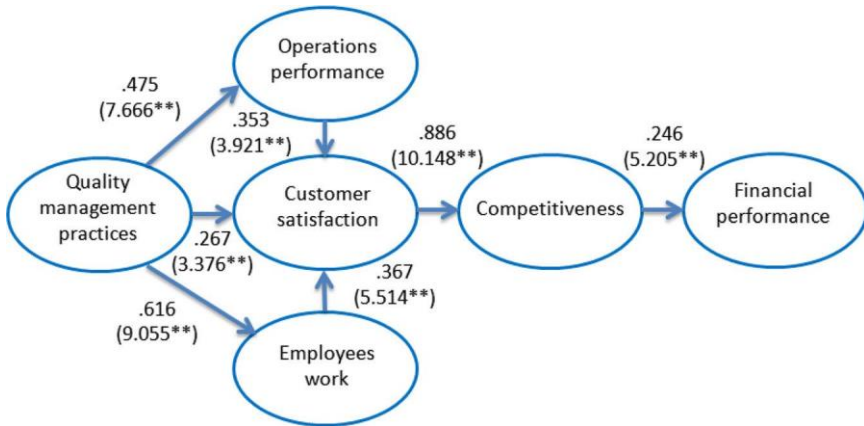 Operations
performance
.475
(7.666**)
.353
(3.921**)
.886
(10.148**)
.246
(5.205**)
Quality
management
practices
Customer
satisfaction
Competitiveness
Financial
performance
.267
(3.376**)
.367
(5.514**)
.616
(9.055**)
Employees
work